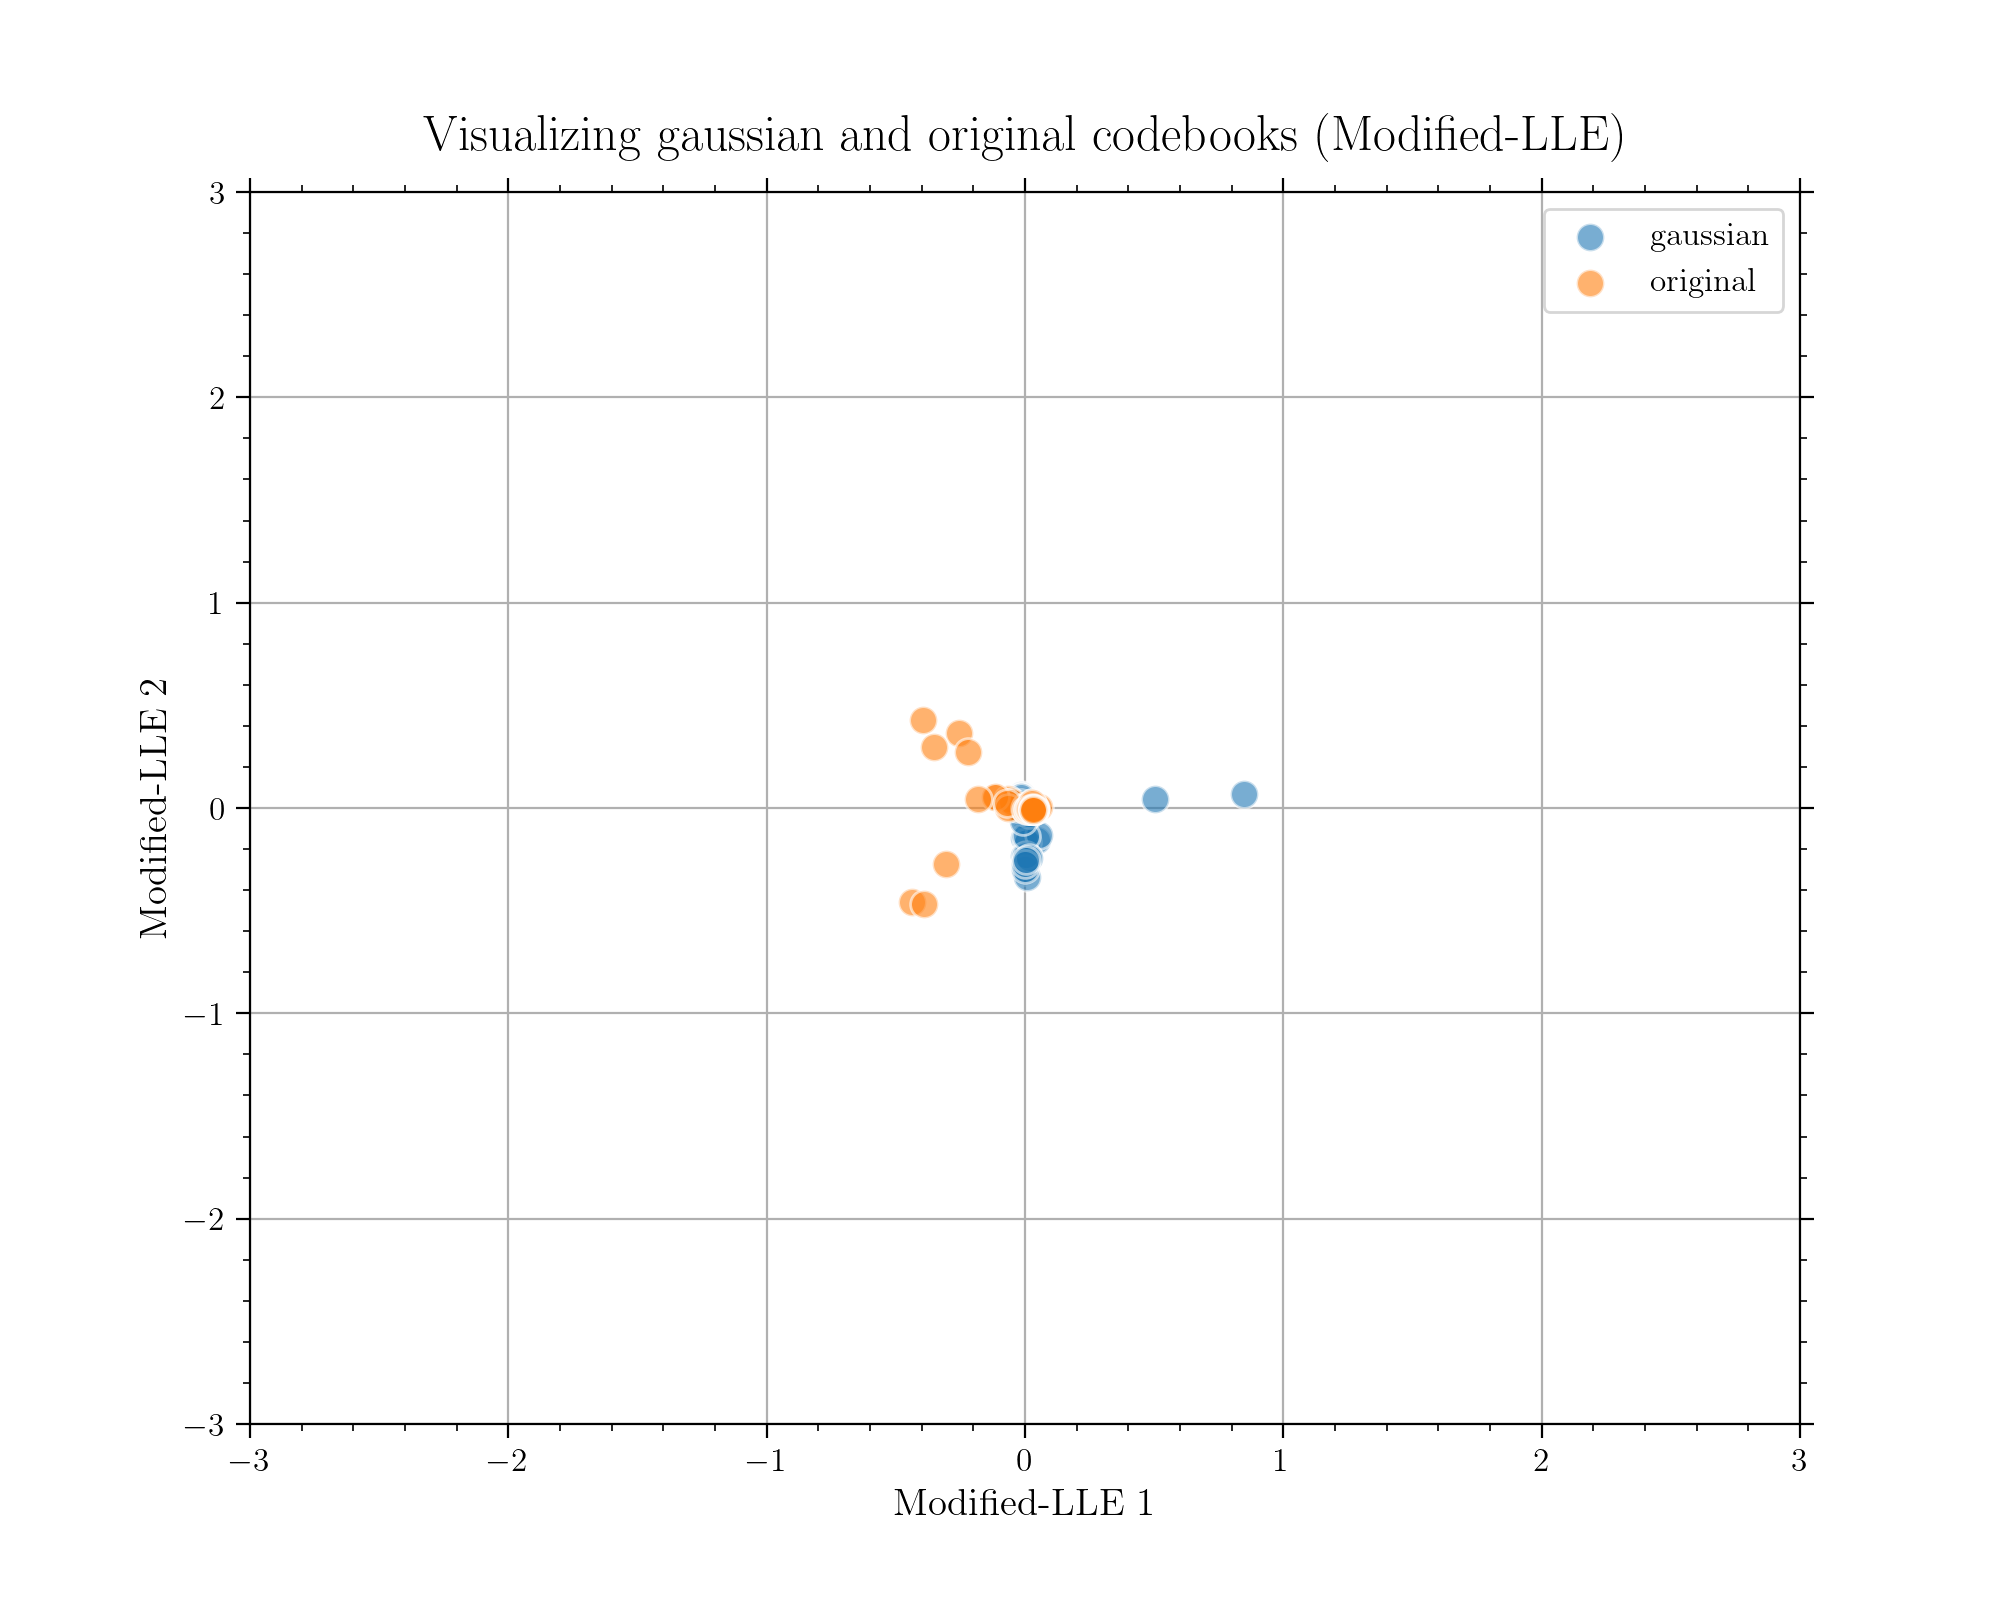 Visualizing gaussian and original codebooks (Modified-LLE)
gaussian
original
3
2
1
0
−1
−2
−3
Modified-LLE 2
−3
−2
−1
0
1
2
3
Modified-LLE 1